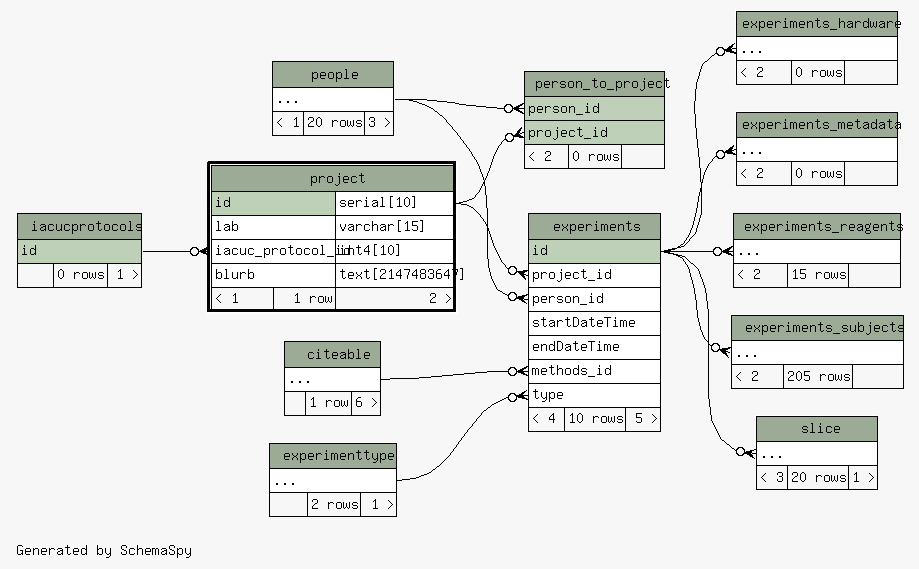 people
...
< 1 20 rows 3 >
person_to_project
person_id
project_id
< 2 0 rows
experiments_hardware
...
< 2 0 rows
experiments_metadata
...
< 2 0 rows
iacucprotocols
id
0 rows 1 >
project
id serial[10]
lab varchar[15]
iacuc_protocol_id int4[10]
blurb text[2147483647]
< 1 1 row 2 >
experiments
id
project_id
person_id
startDateTime
endDateTime
methods_id
type
< 4 10 rows 5 >
experiments_reagents
...
< 2 15 rows
experiments_subjects
...
< 2 205 rows
citeable
...
1 row 6 >
experimenttype
...
2 rows 1 >
slice
...
< 3 20 rows 1 >
Generated by SchemaSpy